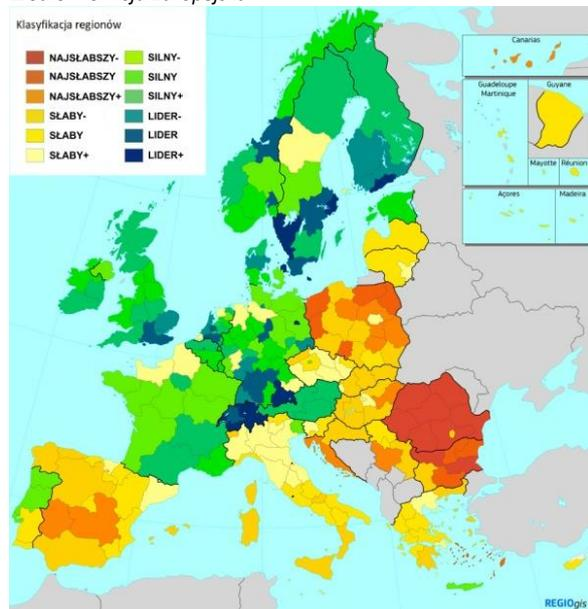 Klasyfikacja regionów
NAJSŁABSZY-
NAJSŁABSZY
NAJSŁABSZY+
SŁABY-
SŁABY
SŁABY+
SILNY-
SILNY
SILNY+
LIDER-
LIDER
LIDER+
Canarias
Guadeloupe
Martinique
Guyane
Mayotte
Réunion
Açores
Madeira
REGIOgis